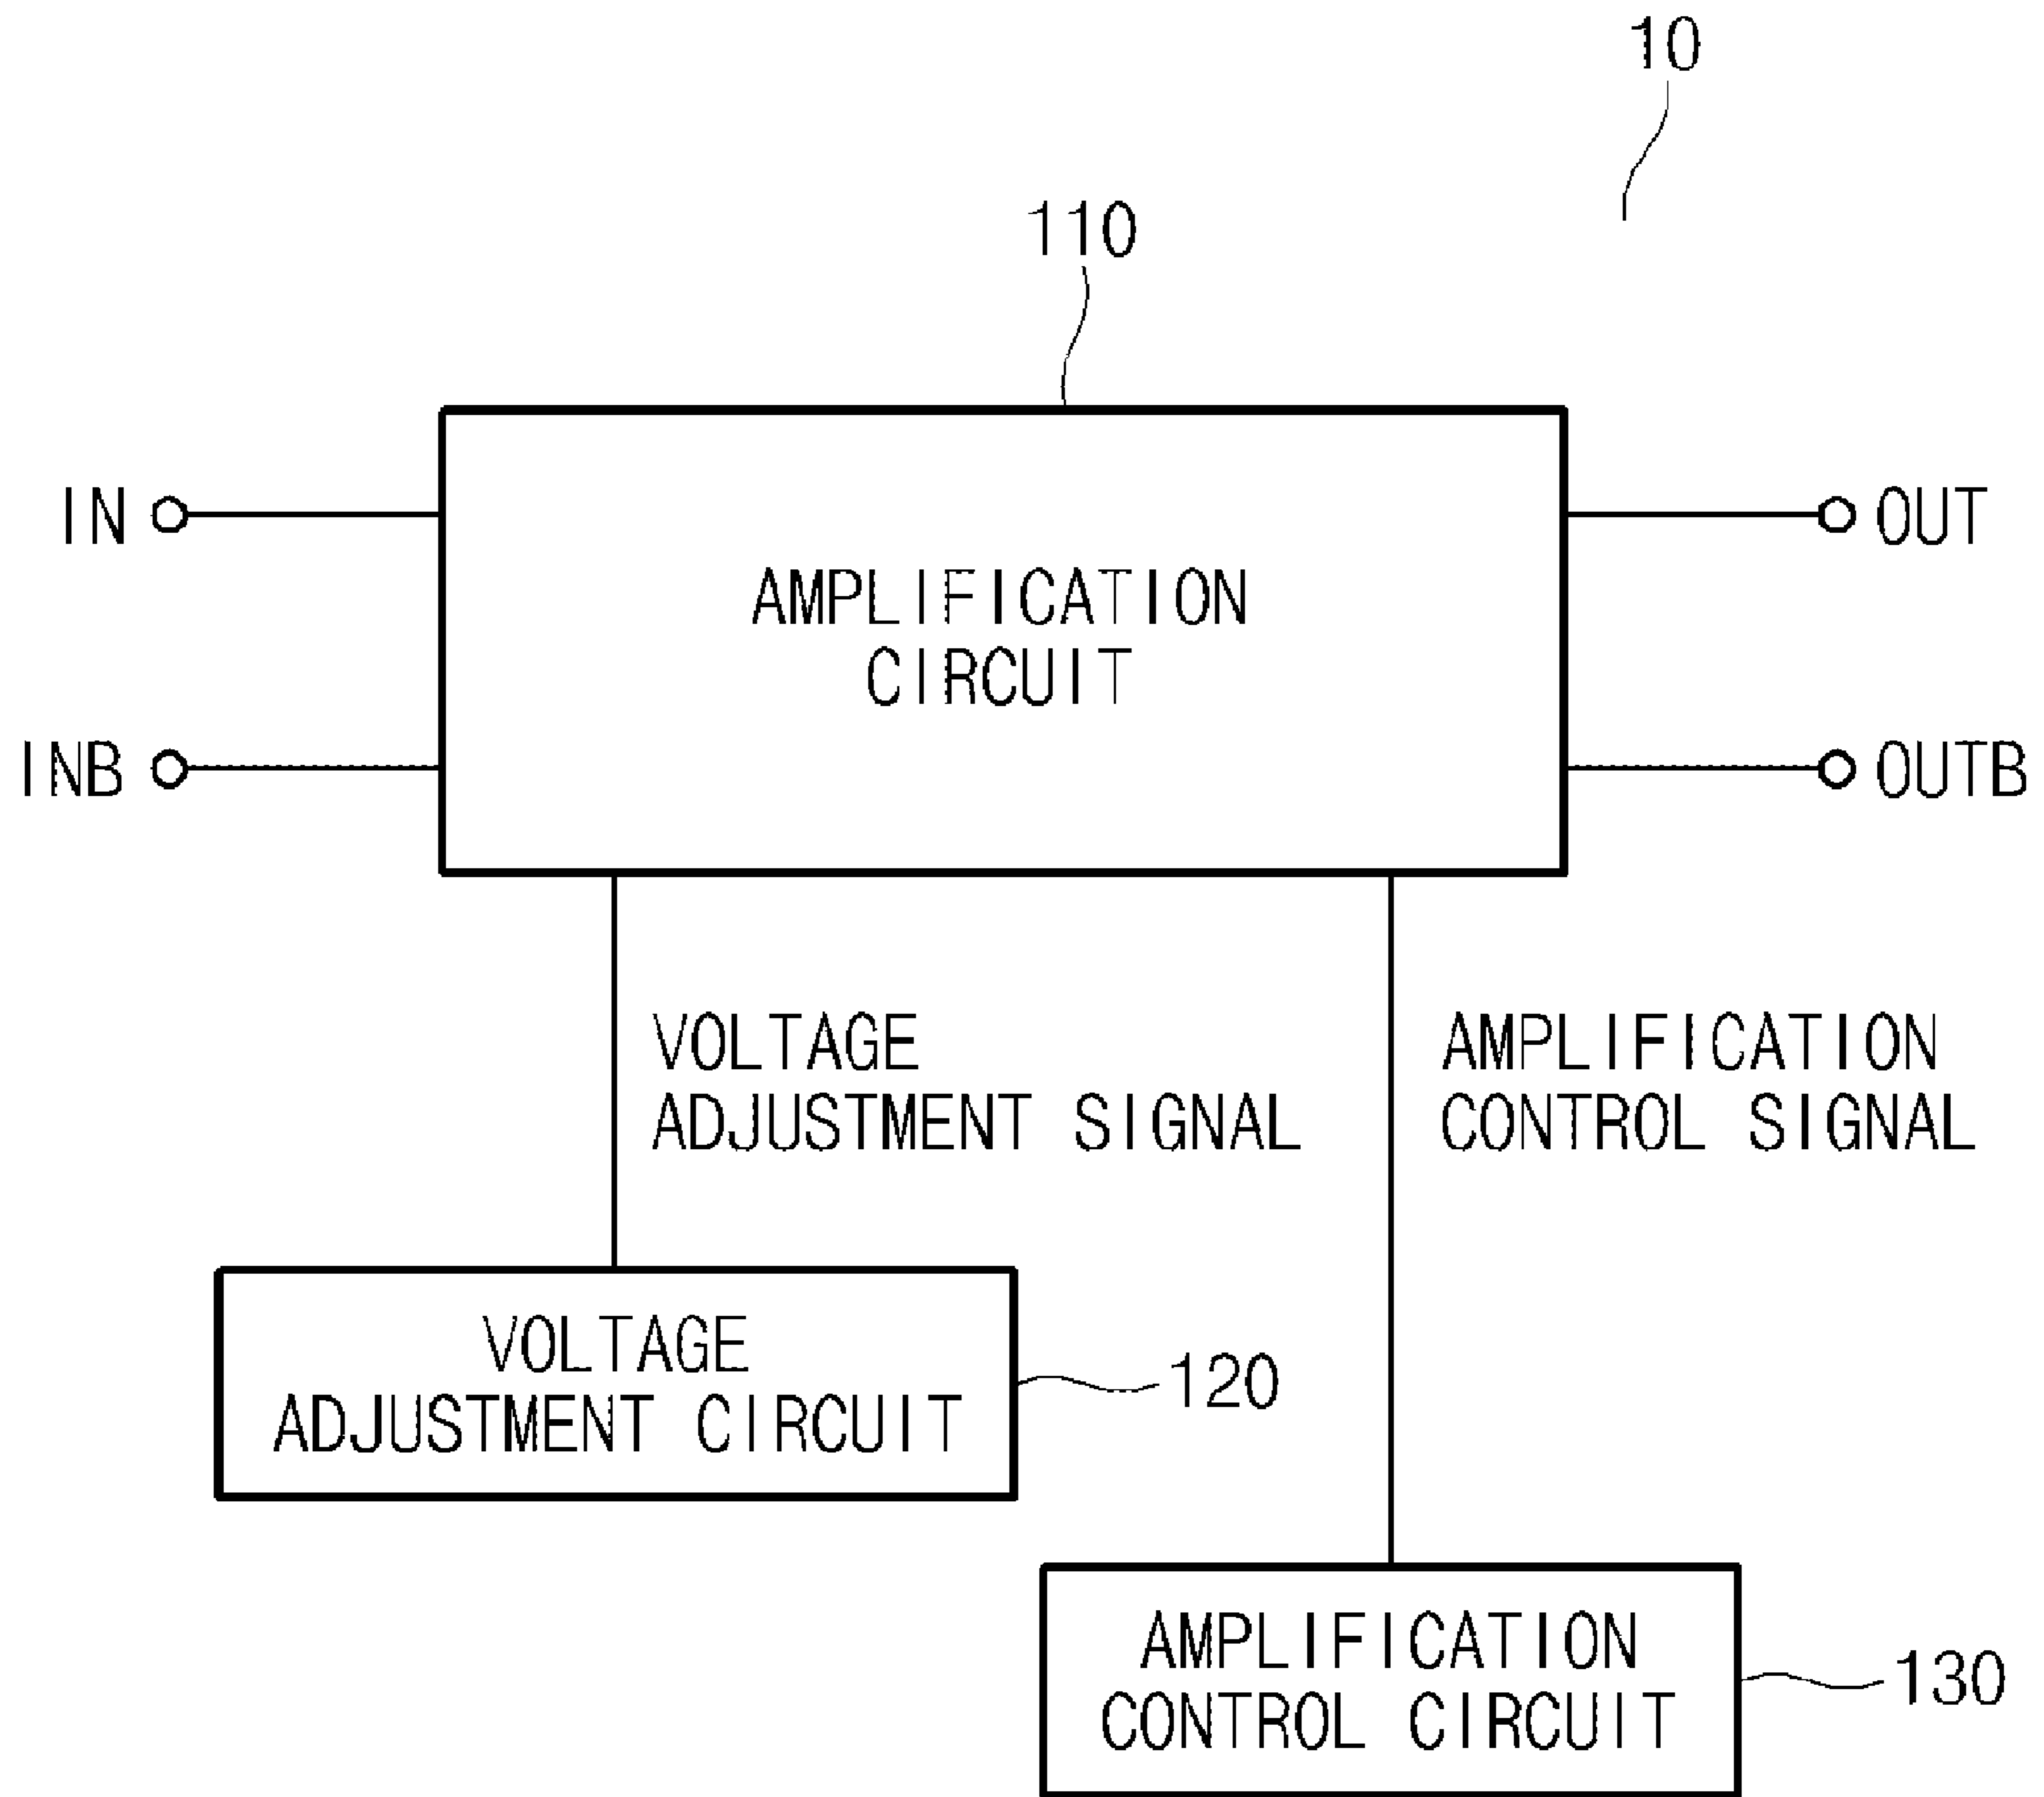 10
110
IN
OUT
AMPLIFICATION
CIRCUIT
INB
OUTB
VOLTAGE
ADJUSTMENT SIGNAL
AMPLIFICATION
CONTROL SIGNAL
VOLTAGE
ADJUSTMENT CIRCUIT
120
AMPLIFICATION
CONTROL CIRCUIT
130